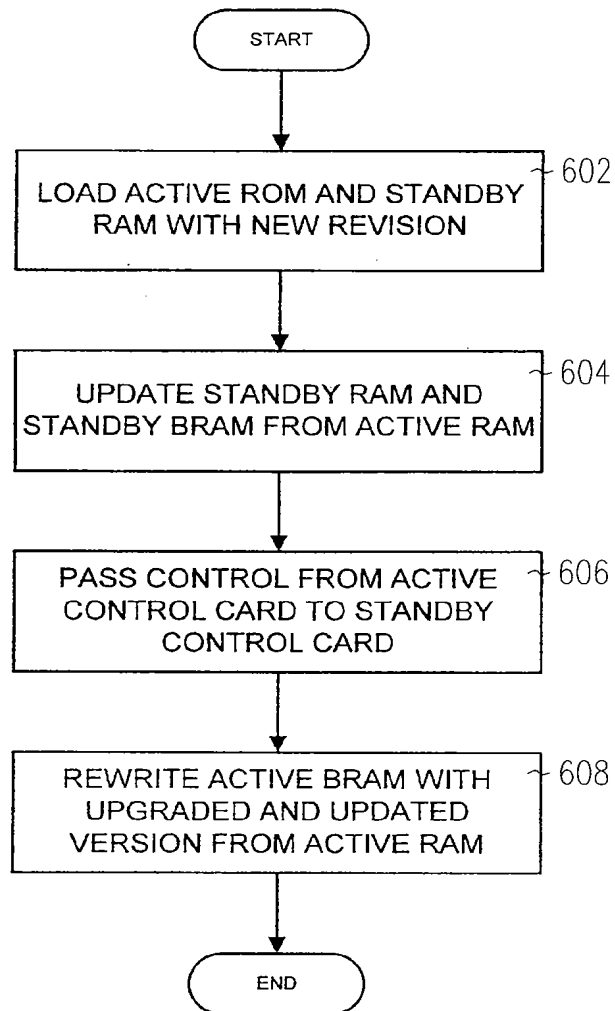 START
LOAD ACTIVE ROM AND STANDBY
RAM WITH NEW REVISION
602
UPDATE STANDBY RAM AND
STANDBY BRAM FROM ACTIVE RAM
604
PASS CONTROL FROM ACTIVE
CONTROL CARD TO STANDBY
CONTROL CARD
606
REWRITE ACTIVE BRAM WITH
UPGRADED AND UPDATED
VERSION FROM ACTIVE RAM
608
END